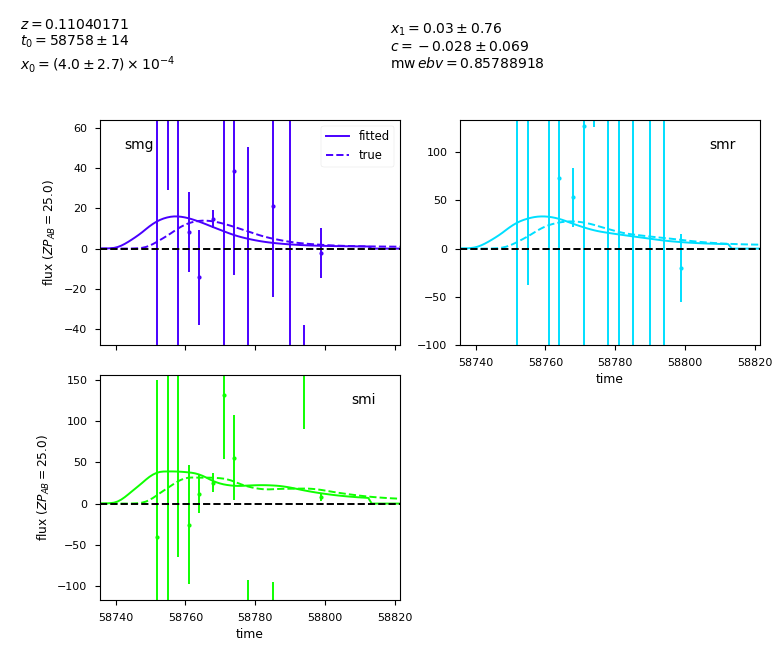 z = 0.11040171
t₀ = 58758 ± 14
x₀ = (4.0 ± 2.7) × 10⁻⁴
x₁ = 0.03 ± 0.76
c = −0.028 ± 0.069
mw ebv = 0.85788918
smg
fitted
true
60
40
20
0
−20
−40
flux (ZP_AB = 25.0)
smr
100
50
0
−50
−100
58740 58760 58780 58800 58820
time
smi
150
100
50
0
−50
−100
flux (ZP_AB = 25.0)
58740 58760 58780 58800 58820
time